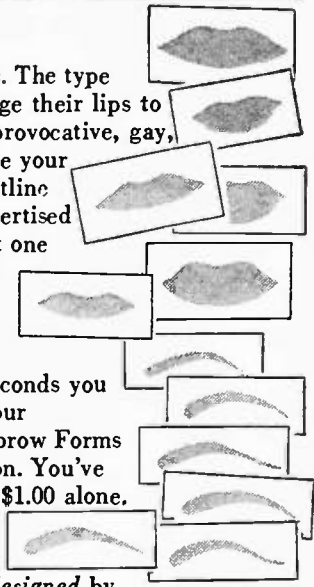 The type
ge their lips to
provocative, gay,
e your
tline
ertised
one
conds you
our
brow Forms
on. You've
$1.00 alone.
esigned by